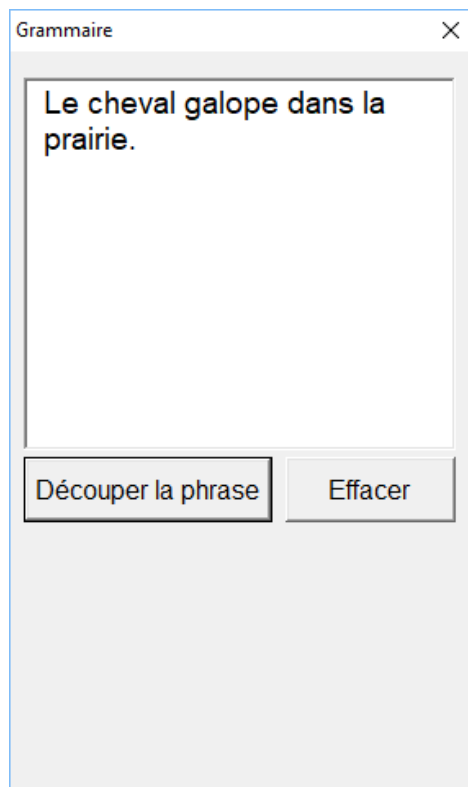 Grammaire
Le cheval galope dans la
prairie.
Découper la phrase
Effacer